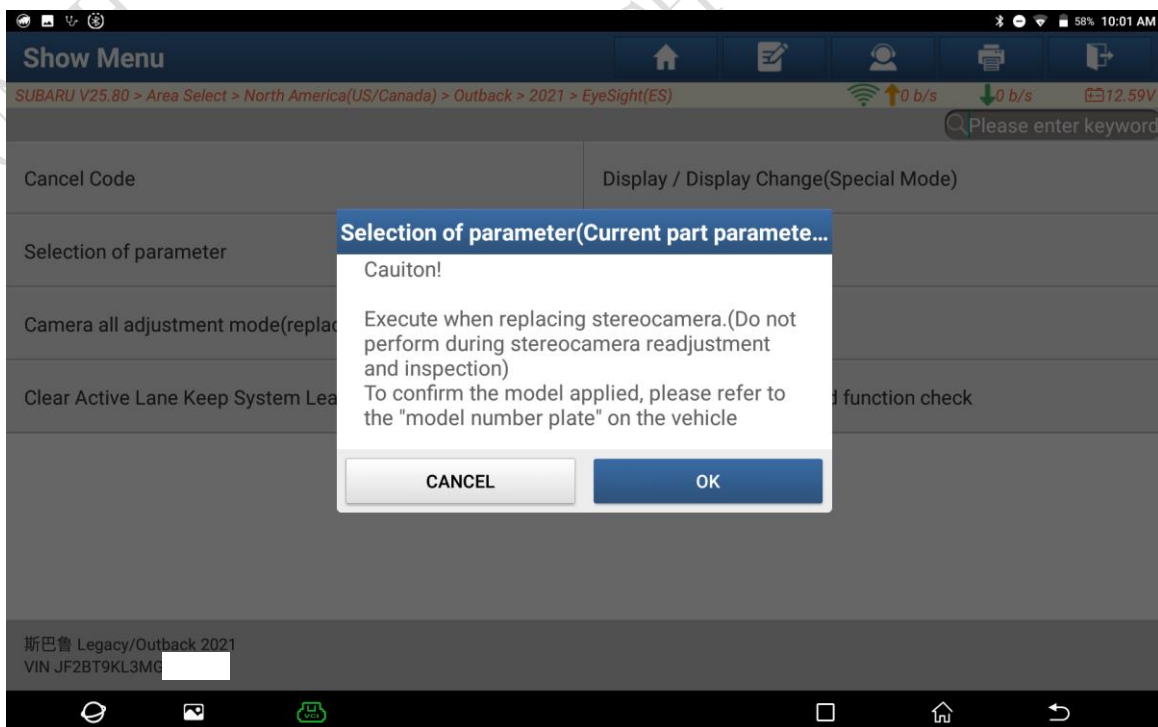 58% 10:01 AM
Show Menu
SUBARU V25.80 > Area Select > North America(US/Canada) > Outback > 2021 > EyeSight(ES)
0 b/s
0 b/s
12.59V
Please enter keyword
Cancel Code
Display / Display Change(Special Mode)
Selection of parameter
Camera all adjustment mode(replac
Clear Active Lane Keep System Lea
d function check
Selection of parameter(Current part paramete...
Cauiton!
Execute when replacing stereocamera.(Do not
perform during stereocamera readjustment
and inspection)
To confirm the model applied, please refer to
the "model number plate" on the vehicle
CANCEL
OK
斯巴鲁 Legacy/Outback 2021
VIN JF2BT9KL3MG
VCI